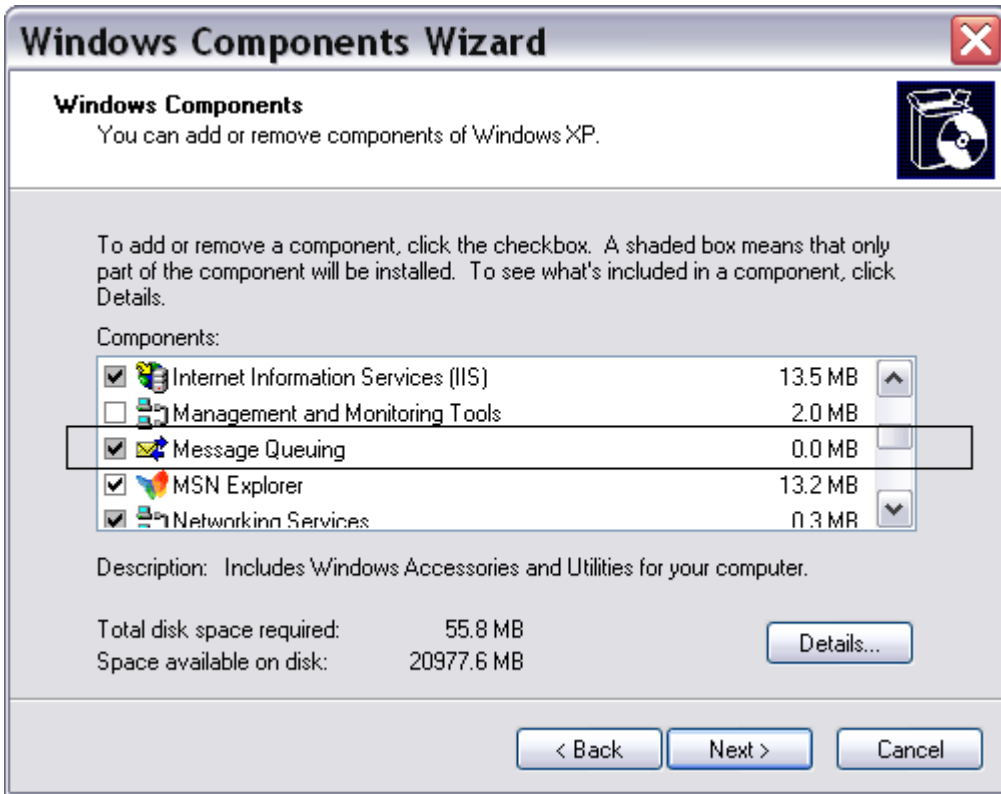 Windows Components Wizard
Windows Components
You can add or remove components of Windows XP.
To add or remove a component, click the checkbox. A shaded box means that only
part of the component will be installed. To see what's included in a component, click
Details.
Components:
Internet Information Services (IIS) 13.5 MB
Management and Monitoring Tools 2.0 MB
Message Queuing 0.0 MB
MSN Explorer 13.2 MB
Networking Services 0.3 MB
Description: Includes Windows Accessories and Utilities for your computer.
Total disk space required: 55.8 MB
Space available on disk: 20977.6 MB
Details...
< Back Next > Cancel